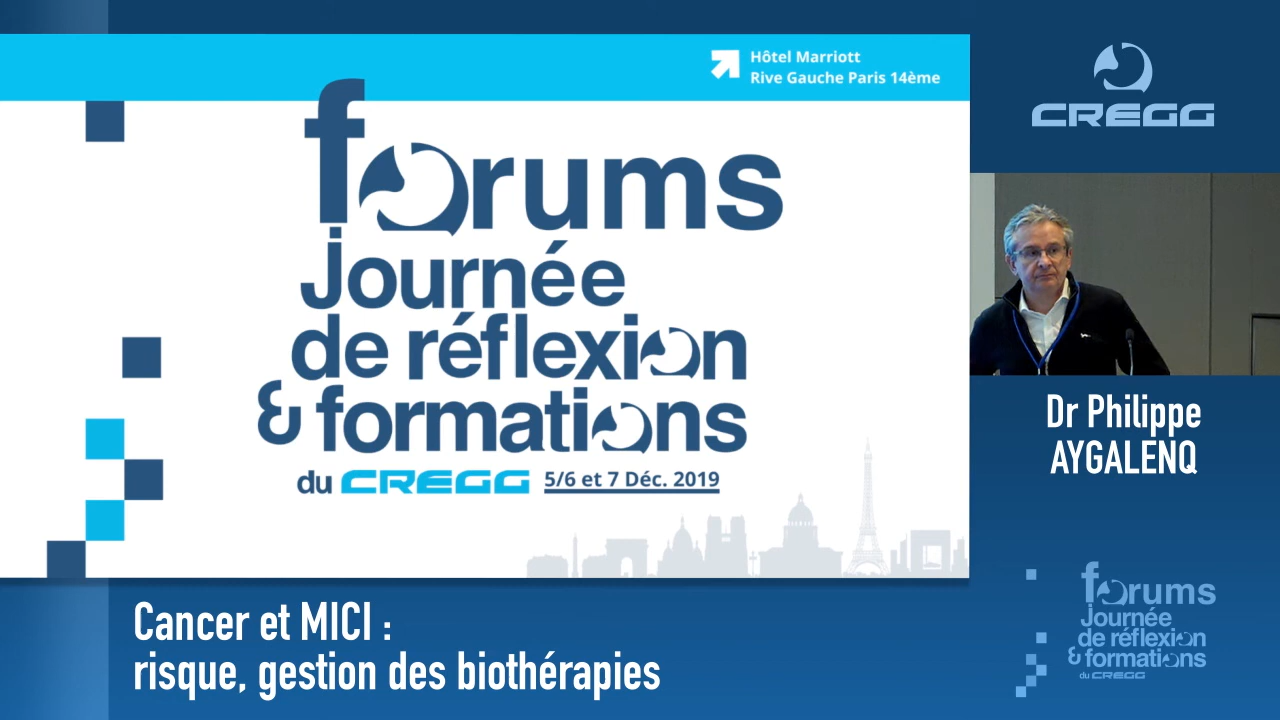 Hôtel Marriott
Rive Gauche Paris 14ème
forums
Journée
de réflexion
& formations
du CREGG 5/6 et 7 Déc. 2019
CREGG
Dr Philippe
AYGALENQ
Cancer et MICI :
risque, gestion des biothérapies
forums
Journée
de réflexion
& formations
du CREGG